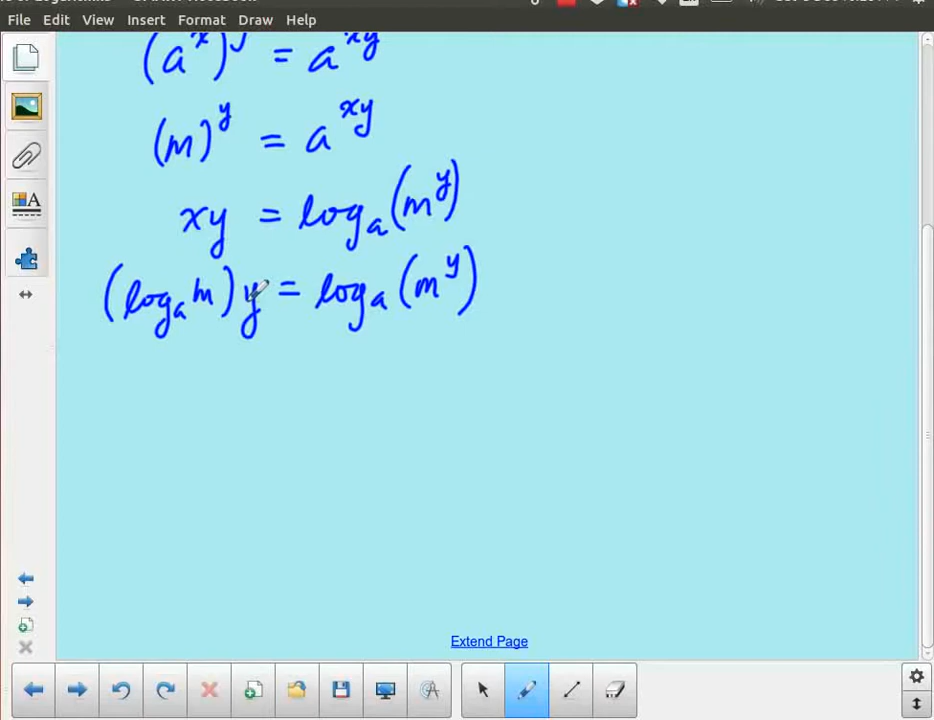 File Edit View Insert Format Draw Help
(a^x)^y = a^xy
(m)^y = a^xy
xy = log_a(m^y)
(log_a m)y = log_a(m^y)
Extend Page